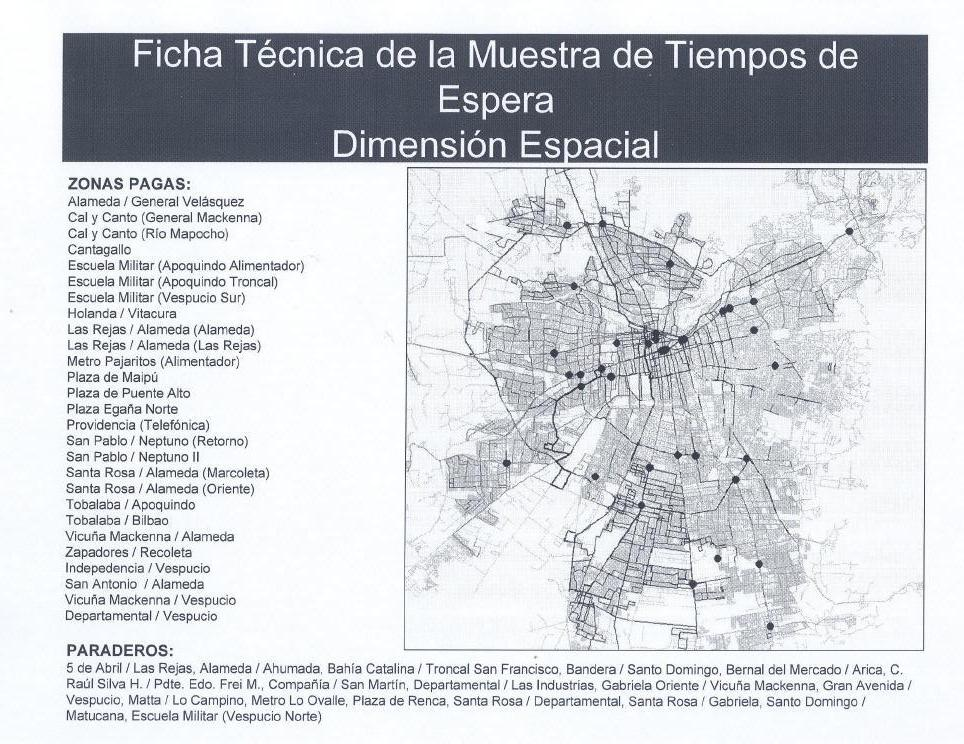 Ficha Técnica de la Muestra de Tiempos de
Espera
Dimensión Espacial
ZONAS PAGAS:
Alameda / General Velásquez
Cal y Canto (General Mackenna)
Cal y Canto (Río Mapocho)
Cantagallo
Escuela Militar (Apoquindo Alimentador)
Escuela Militar (Apoquindo Troncal)
Escuela Militar (Vespucio Sur)
Holanda / Vitacura
Las Rejas / Alameda (Alameda)
Las Rejas / Alameda (Las Rejas)
Metro Pajaritos (Alimentador)
Plaza de Maipú
Plaza de Puente Alto
Plaza Egaña Norte
Providencia (Telefónica)
San Pablo / Neptuno (Retorno)
San Pablo / Neptuno II
Santa Rosa / Alameda (Marcoleta)
Santa Rosa / Alameda (Oriente)
Tobalaba / Apoquindo
Tobalaba / Bilbao
Vicuña Mackenna / Alameda
Zapadores / Recoleta
Indepedencia / Vespucio
San Antonio / Alameda
Vicuña Mackenna / Vespucio
Departamental / Vespucio
PARADEROS:
5 de Abril / Las Rejas, Alameda / Ahumada, Bahía Catalina / Troncal San Francisco, Bandera / Santo Domingo, Bernal del Mercado / Arica, C.
Raúl Silva H. / Pdte. Edo. Frei M., Compañía / San Martín, Departamental / Las Industrias, Gabriela Oriente / Vicuña Mackenna, Gran Avenida /
Vespucio, Matta / Lo Campino, Metro Lo Ovalle, Plaza de Renca, Santa Rosa / Departamental, Santa Rosa / Gabriela, Santo Domingo /
Matucana, Escuela Militar (Vespucio Norte)